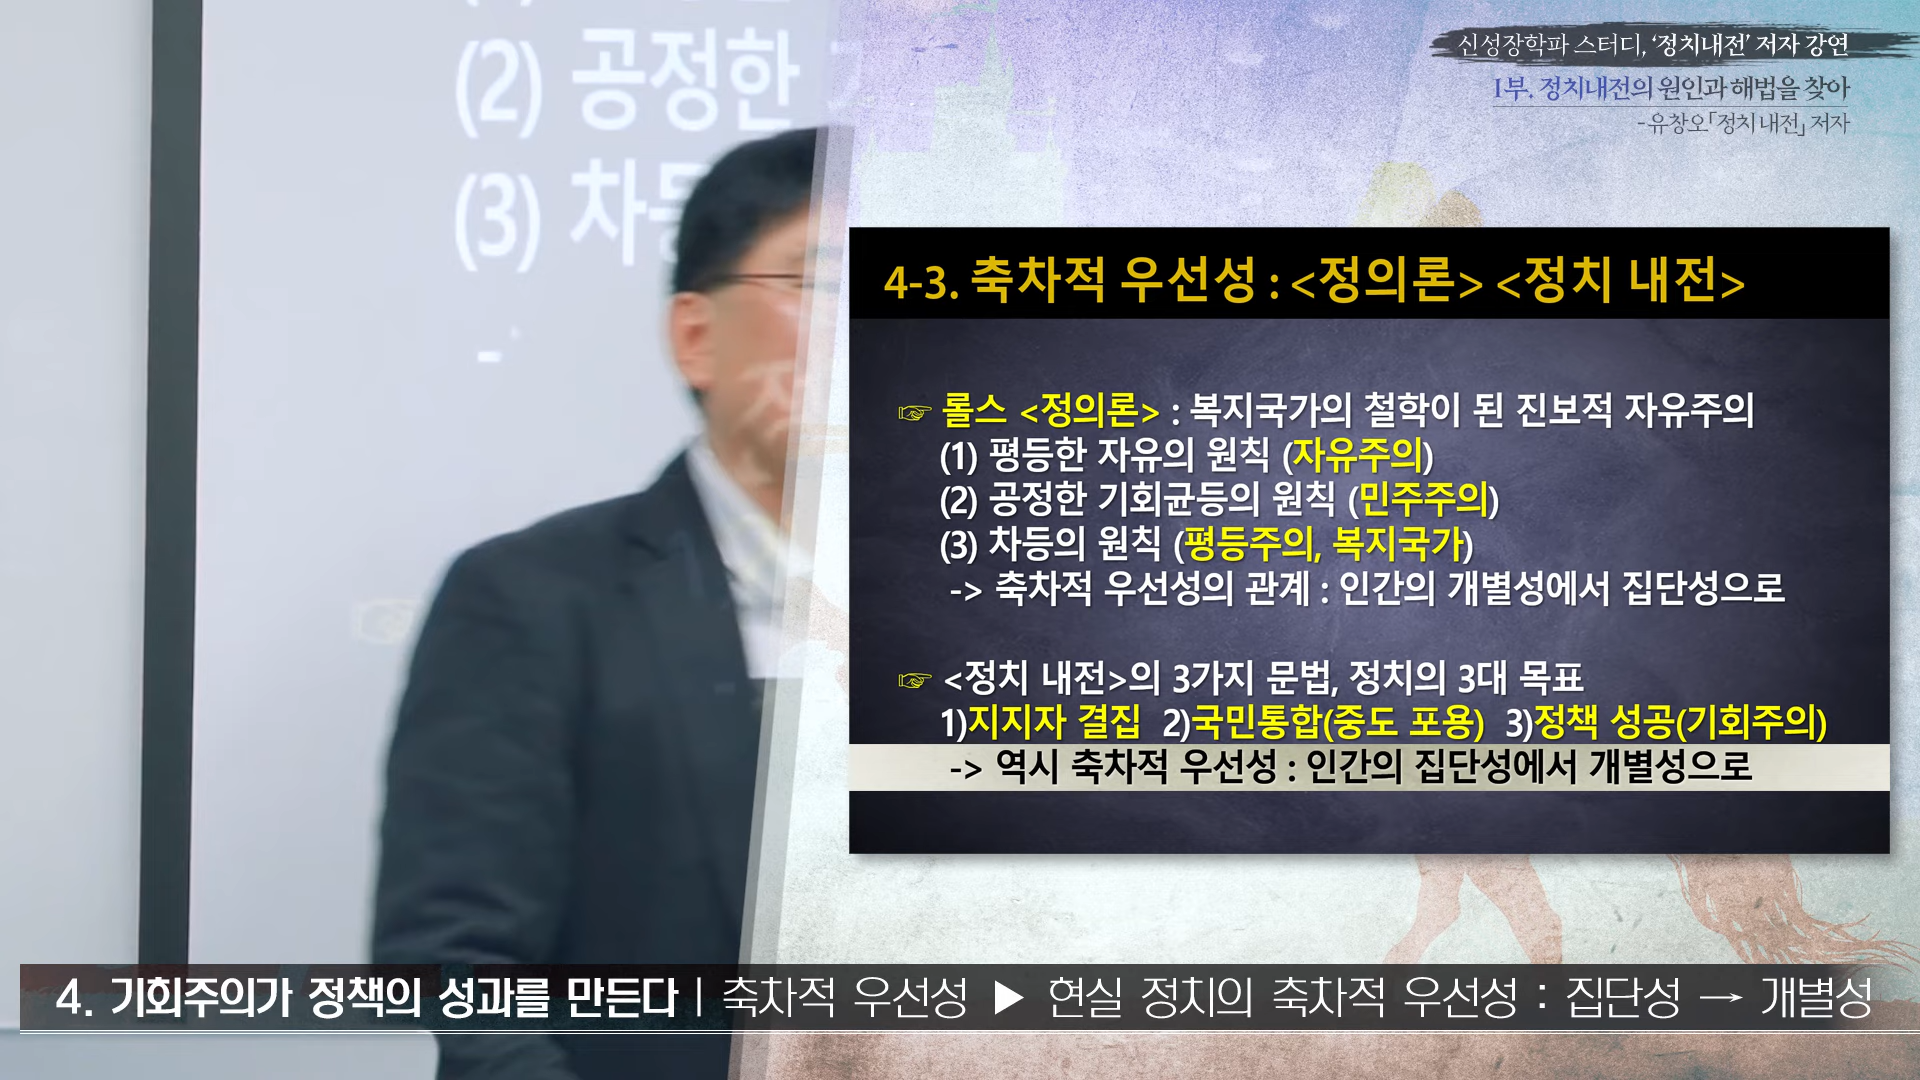 (2) 공정한
(3) 차등
-
신성장학파 스터디, ‘정치내전’ 저자 강연
1부. 정치내전의 원인과 해법을 찾아
-유창오「정치 내전」 저자
4-3. 축차적 우선성 : <정의론> <정치 내전>
☞ 롤스 <정의론> : 복지국가의 철학이 된 진보적 자유주의
(1) 평등한 자유의 원칙 (자유주의)
(2) 공정한 기회균등의 원칙 (민주주의)
(3) 차등의 원칙 (평등주의, 복지국가)
-> 축차적 우선성의 관계 : 인간의 개별성에서 집단성으로
☞ <정치 내전>의 3가지 문법, 정치의 3대 목표
1)지지자 결집 2)국민통합(중도 포용) 3)정책 성공(기회주의)
-> 역시 축차적 우선성 : 인간의 집단성에서 개별성으로
4. 기회주의가 정책의 성과를 만든다 | 축차적 우선성 ▶ 현실 정치의 축차적 우선성 : 집단성 → 개별성